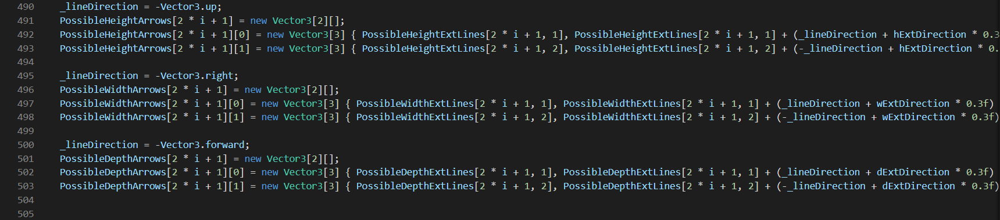 490 _lineDirection = -Vector3.up;
491 PossibleHeightArrows[2 * i + 1] = new Vector3[2][];
492 PossibleHeightArrows[2 * i + 1][0] = new Vector3[3] { PossibleHeightExtLines[2 * i + 1, 1], PossibleHeightExtLines[2 * i + 1, 1] + (_lineDirection + hExtDirection * 0.3
493 PossibleHeightArrows[2 * i + 1][1] = new Vector3[3] { PossibleHeightExtLines[2 * i + 1, 2], PossibleHeightExtLines[2 * i + 1, 2] + (-_lineDirection + hExtDirection * 0.
494
495 _lineDirection = -Vector3.right;
496 PossibleWidthArrows[2 * i + 1] = new Vector3[2][];
497 PossibleWidthArrows[2 * i + 1][0] = new Vector3[3] { PossibleWidthExtLines[2 * i + 1, 1], PossibleWidthExtLines[2 * i + 1, 1] + (_lineDirection + wExtDirection * 0.3f)
498 PossibleWidthArrows[2 * i + 1][1] = new Vector3[3] { PossibleWidthExtLines[2 * i + 1, 2], PossibleWidthExtLines[2 * i + 1, 2] + (-_lineDirection + wExtDirection * 0.3f)
499
500 _lineDirection = -Vector3.forward;
501 PossibleDepthArrows[2 * i + 1] = new Vector3[2][];
502 PossibleDepthArrows[2 * i + 1][0] = new Vector3[3] { PossibleDepthExtLines[2 * i + 1, 1], PossibleDepthExtLines[2 * i + 1, 1] + (_lineDirection + dExtDirection * 0.3f)
503 PossibleDepthArrows[2 * i + 1][1] = new Vector3[3] { PossibleDepthExtLines[2 * i + 1, 2], PossibleDepthExtLines[2 * i + 1, 2] + (-_lineDirection + dExtDirection * 0.3f)
504
505